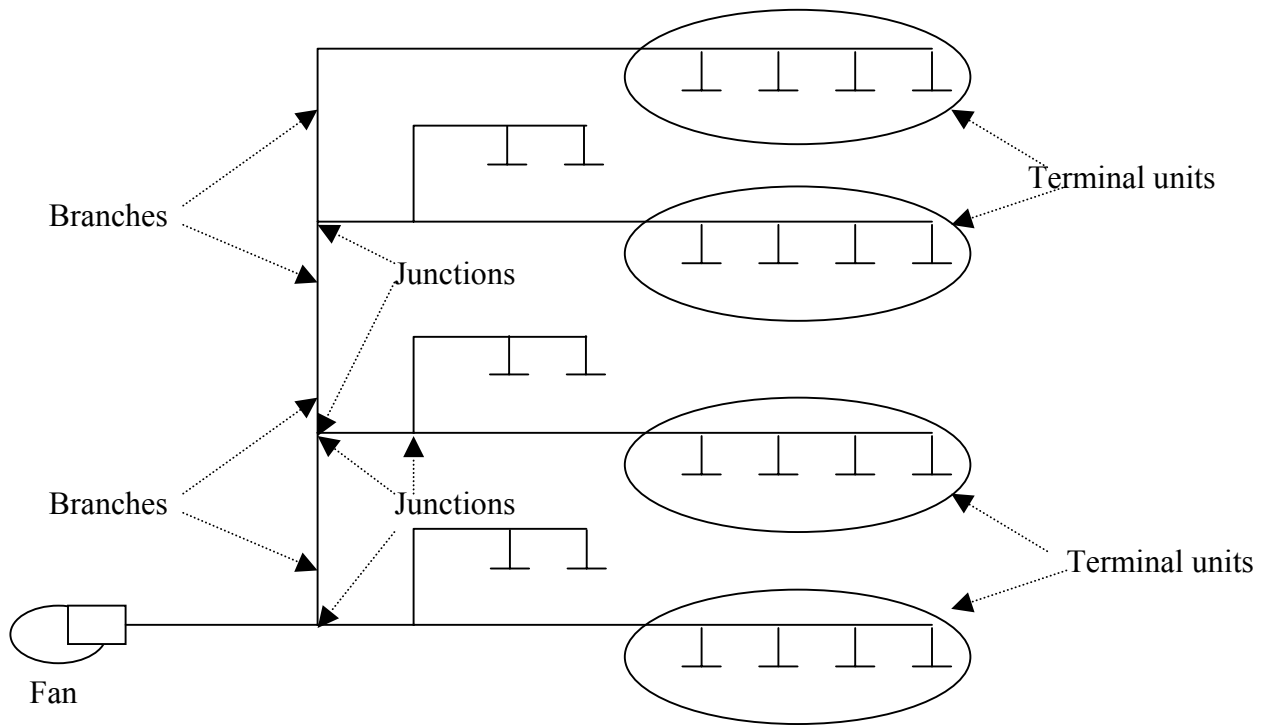 Terminal units
Branches
Junctions
Branches
Junctions
Terminal units
Fan